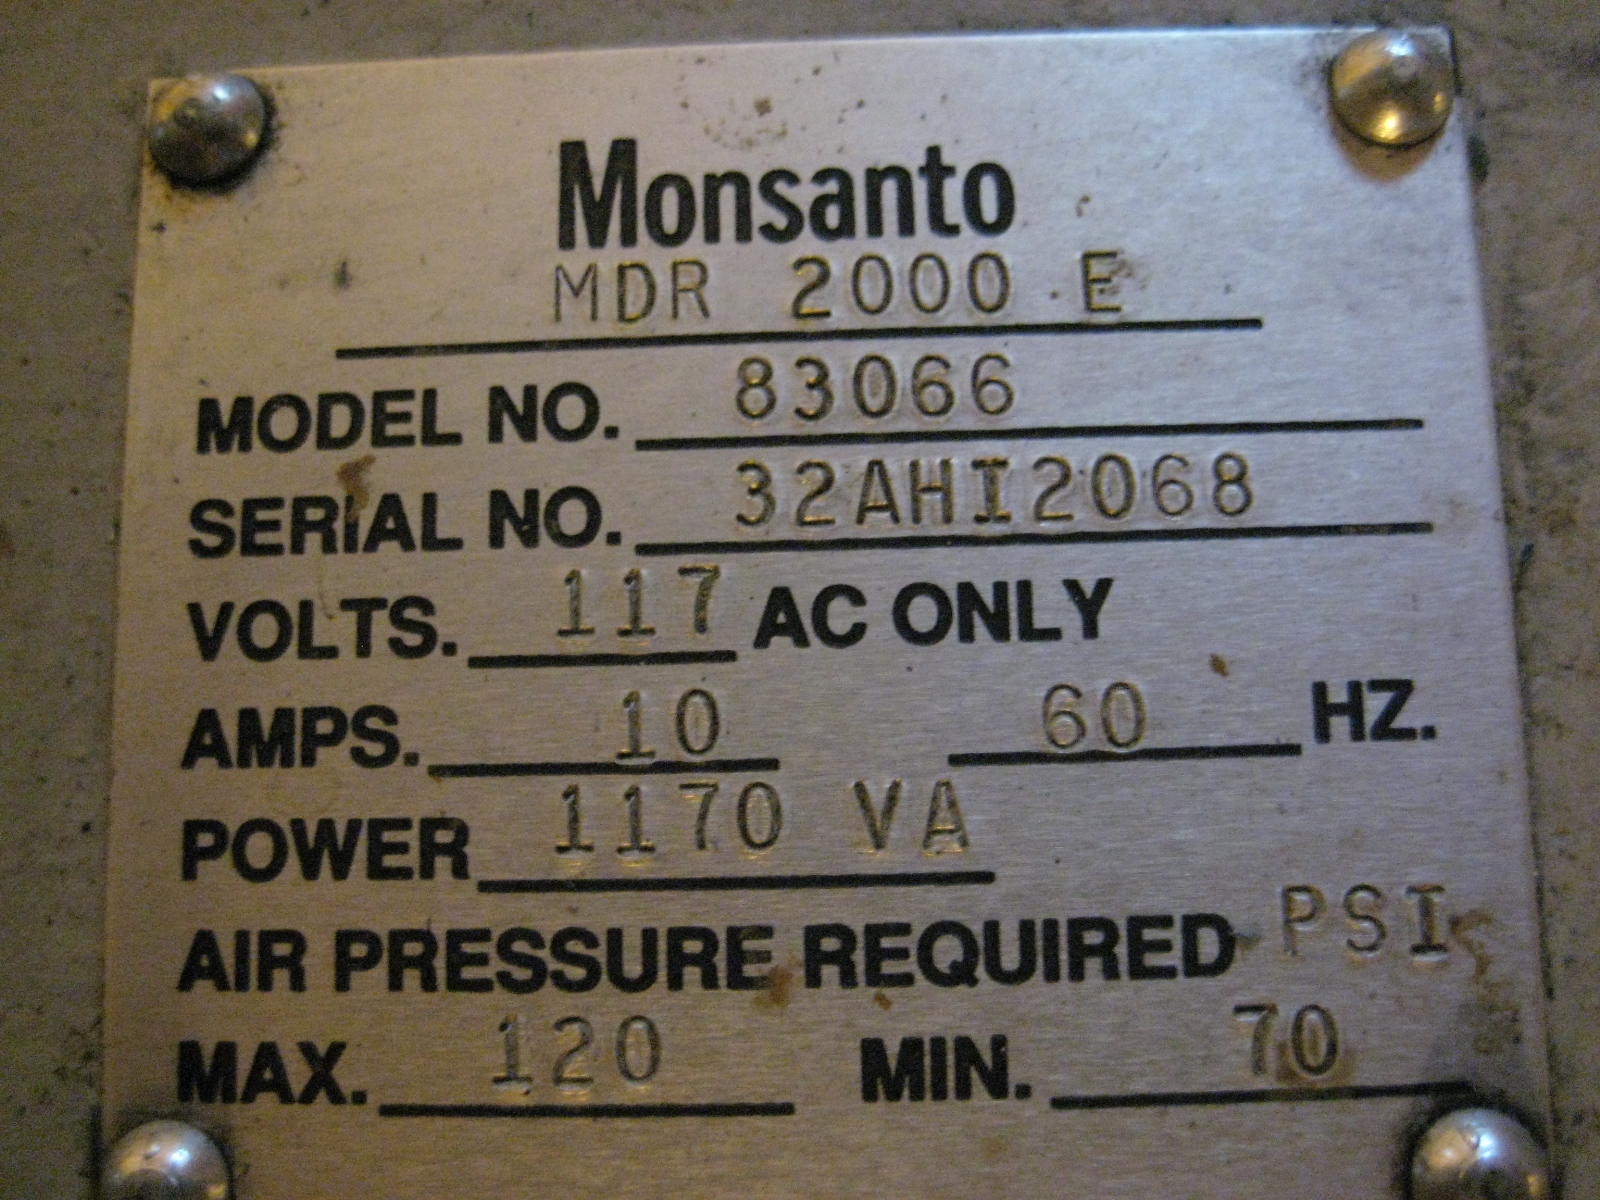 Monsanto
MDR 2000 E
MODEL NO. 83066
SERIAL NO. 32AHI2068
VOLTS. 117 AC ONLY
AMPS. 10 60 HZ.
POWER 1170 VA
AIR PRESSURE REQUIRED PSI
MAX. 120 MIN. 70